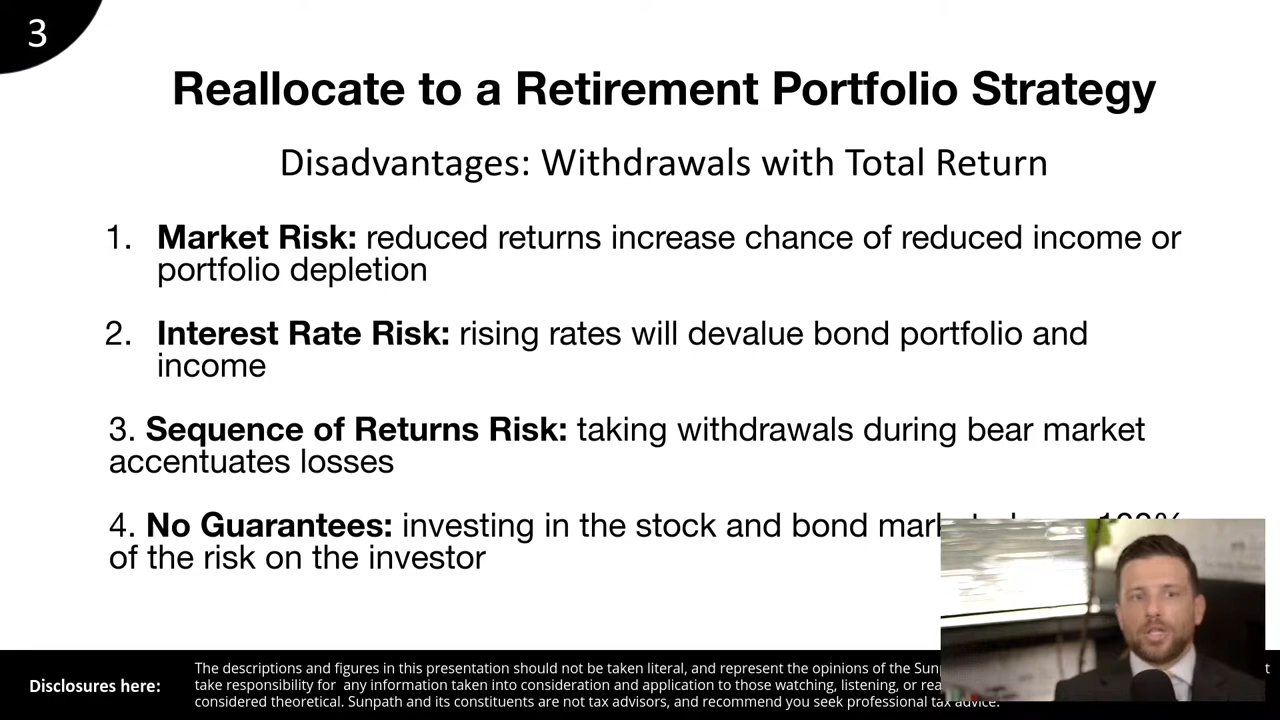 3
Reallocate to a Retirement Portfolio Strategy
Disadvantages: Withdrawals with Total Return
1. Market Risk: reduced returns increase chance of reduced income or
portfolio depletion
2. Interest Rate Risk: rising rates will devalue bond portfolio and
income
3. Sequence of Returns Risk: taking withdrawals during bear market
accentuates losses
4. No Guarantees: investing in the stock and bond 100%
of the risk on the investor
Disclosures here:
The descriptions and figures in this presentation should not be taken literal, and represent the opinions of the
take responsibility for any information taken into consideration and application to those watching, listening, or
considered theoretical. Sunpath and its constituents are not tax advisors, and recommend you seek professional tax advice.